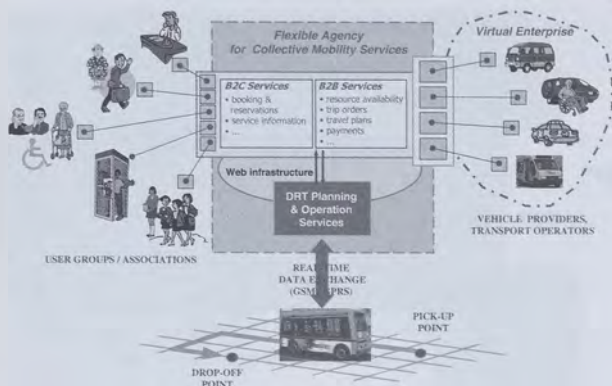 Flexible Agency
for Collective Mobility Services
Virtual Enterprise
B2C Services
• booking &
reservations
• service information
• ...
B2B Services
• resource availability
• trip orders
• travel plans
• payments
• ...
Web infrastructure
DRT Planning
& Operation
Services
VEHICLE PROVIDERS,
TRANSPORT OPERATORS
USER GROUPS / ASSOCIATIONS
REAL-TIME
DATA EXCHANGE
(GSM/GPRS)
PICK-UP
POINT
DROP-OFF
POINT